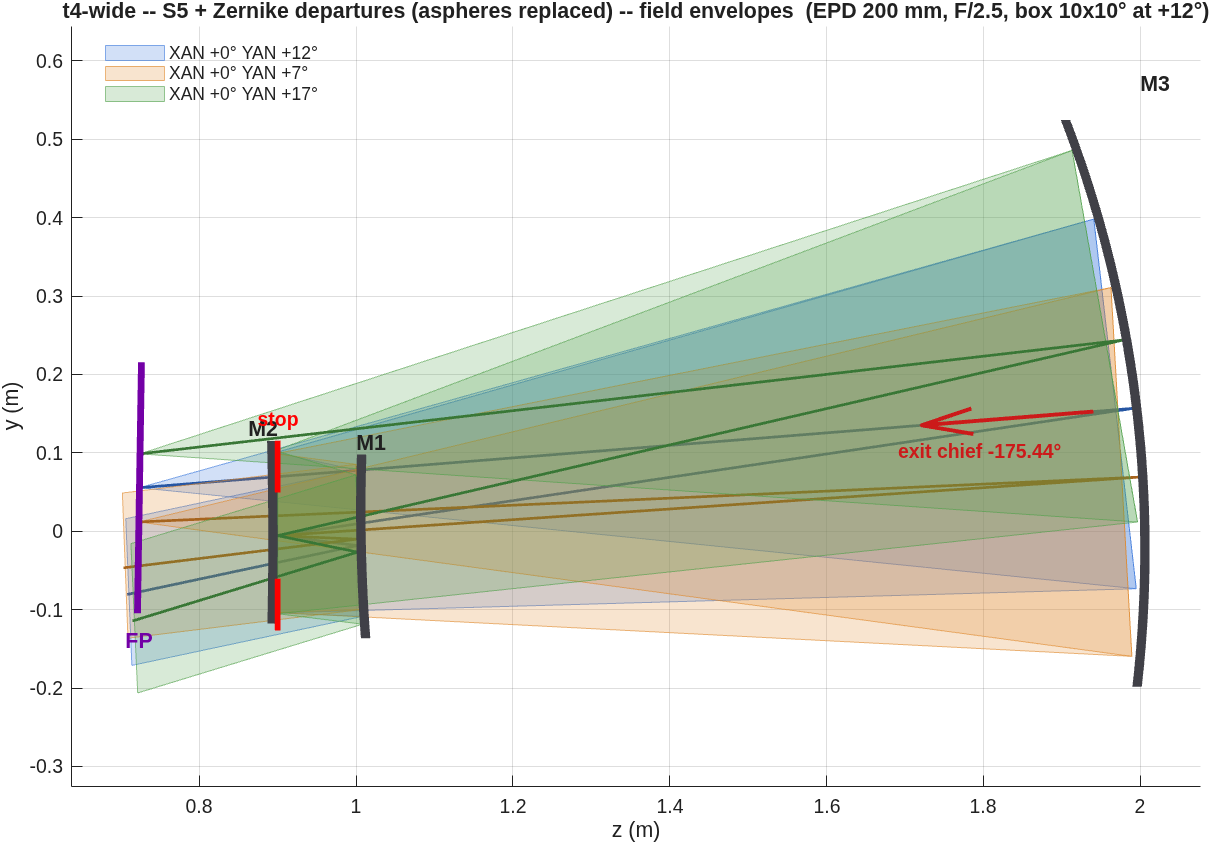 t4-wide -- S5 + Zernike departures (aspheres replaced) -- field envelopes  (EPD 200 mm, F/2.5, box 10x10° at +12°)
XAN +0° YAN +12°
XAN +0° YAN +7°
XAN +0° YAN +17°
M3
stop
M2
M1
exit chief -175.44°
FP
y (m)
0.6
0.5
0.4
0.3
0.2
0.1
0
-0.1
-0.2
-0.3
0.8
1
1.2
1.4
1.6
1.8
2
z (m)